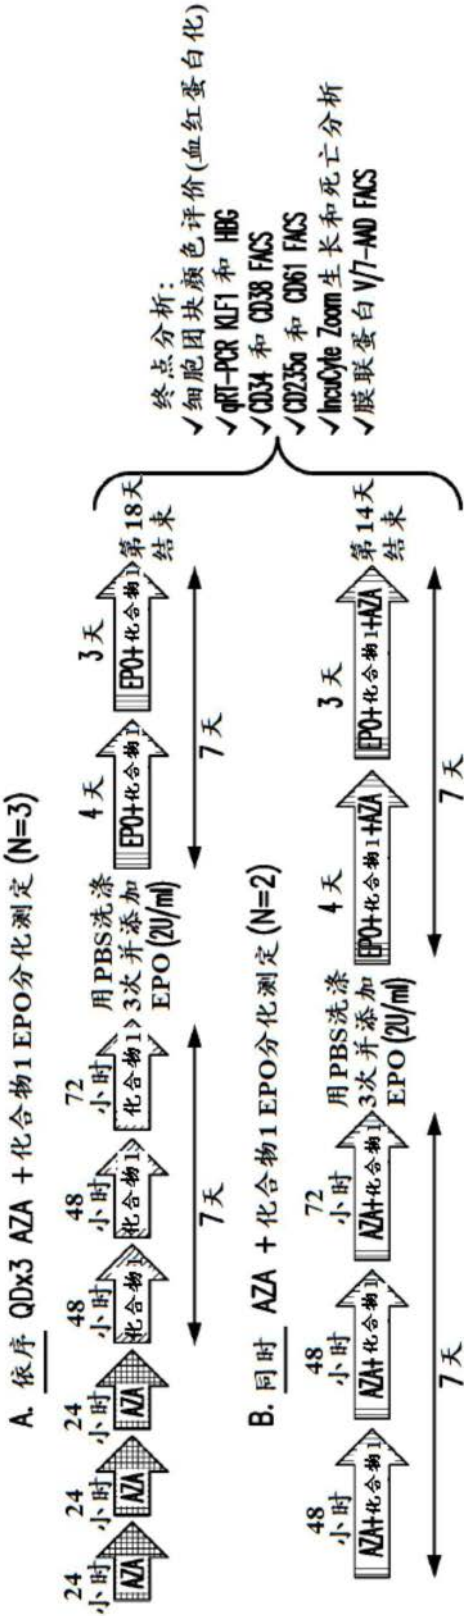 A. 依序 QDx3 AZA + 化合物1 EPO分化测定 (N=3)
24
小时
24
小时
24
小时
48
小时
48
小时
72
小时
用PBS洗涤
3次并添加
EPO (2U/ml)
4天
3天
AZA
AZA
AZA
化合物1
化合物1
化合物1
EPO+化合物1
EPO+化合物1
第18天
结束
7天
7天
B. 同时 AZA + 化合物1 EPO分化测定 (N=2)
48
小时
48
小时
72
小时
用PBS洗涤
3次并添加
EPO (2U/ml)
4天
3天
AZA+化合物1
AZA+化合物1
AZA+化合物1
EPO+化合物1+AZA
EPO+化合物1+AZA
第14天
结束
7天
7天
终点分析:
✓细胞团块颜色评价(血红蛋白化)
✓qRT-PCR KLF1 和 HBG
✓CD34 和 CD38 FACS
✓CD235a 和 CD61 FACS
✓IncuCyte Zoom 生长和死亡分析
✓膜联蛋白 V/7-AAD FACS